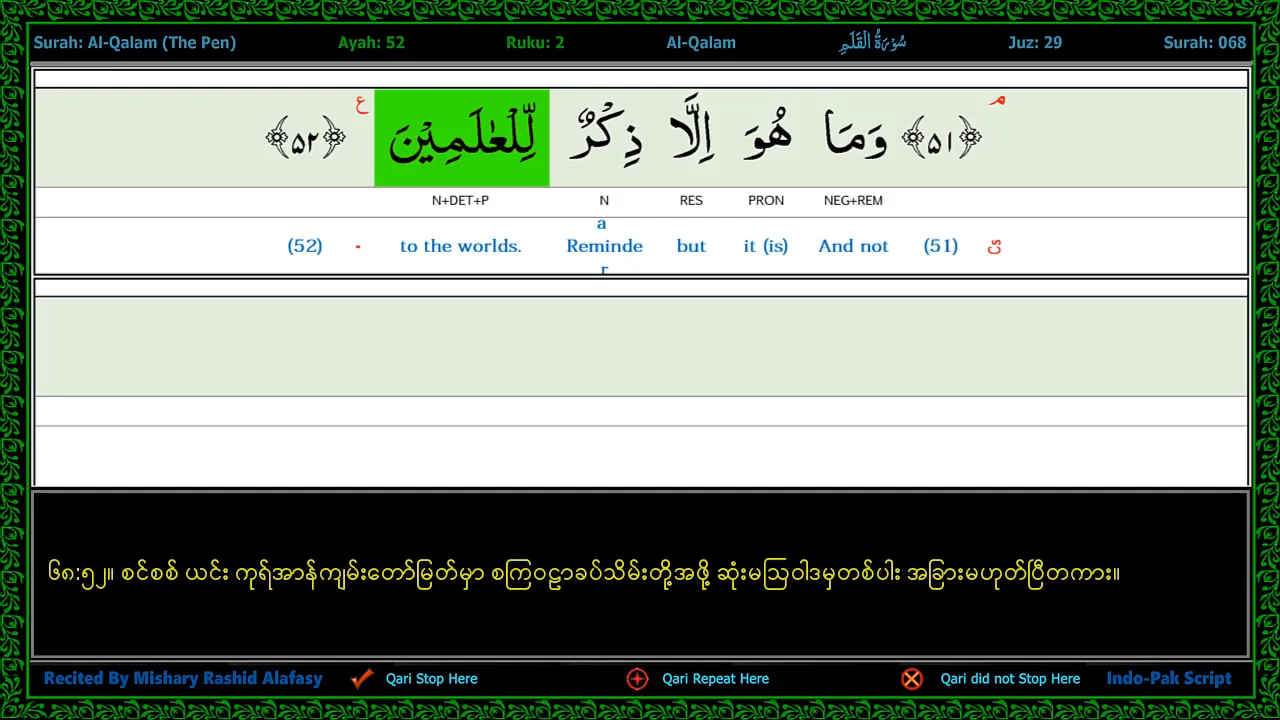 Surah: Al-Qalam (The Pen) Ayah: 52 Ruku: 2 Al-Qalam سُوْرَةُ الْقَلَمِ Juz: 29 Surah: 068
م ﴿۵۱﴾ وَمَا هُوَ اِلَّا ذِكْرٌ لِّلْعٰلَمِيْنَ ع ﴿۵۲﴾
N+DET+P N RES PRON NEG+REM
(52) to the worlds. a Reminder but it (is) And not (51)
၆၈:၅၂။ စင်စစ် ယင်း ကုရ်အာန်ကျမ်းတော်မြတ်မှာ စကြဝဠာခပ်သိမ်းတို့အဖို့ ဆုံးမဩဝါဒမှတစ်ပါး အခြားမဟုတ်ပြီတကား။
Recited By Mishary Rashid Alafasy Qari Stop Here Qari Repeat Here Qari did not Stop Here Indo-Pak Script